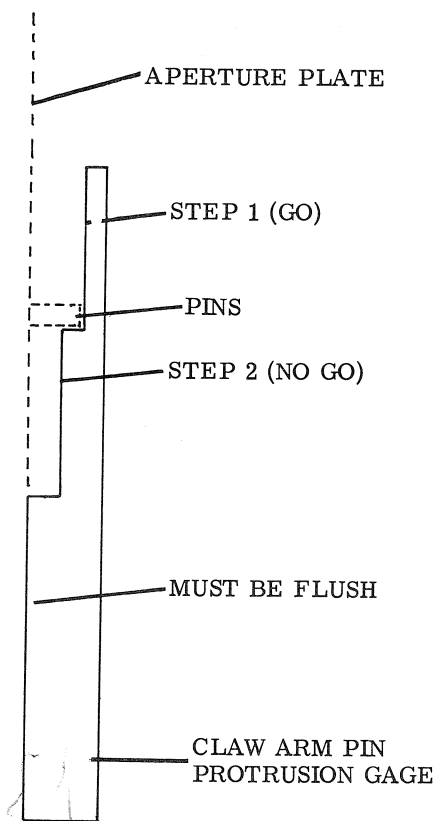 APERTURE PLATE
STEP 1 (GO)
PINS
STEP 2 (NO GO)
MUST BE FLUSH
CLAW ARM PIN
PROTRUSION GAGE